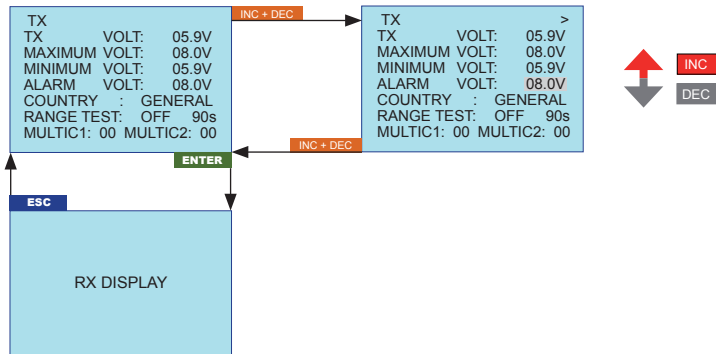 TX
TX VOLT: 05.9V
MAXIMUM VOLT: 08.0V
MINIMUM VOLT: 05.9V
ALARM VOLT: 08.0V
COUNTRY : GENERAL
RANGE TEST: OFF 90s
MULTIC1: 00 MULTIC2: 00
ENTER
INC + DEC
TX >
TX VOLT: 05.9V
MAXIMUM VOLT: 08.0V
MINIMUM VOLT: 05.9V
ALARM VOLT: 08.0V
COUNTRY : GENERAL
RANGE TEST: OFF 90s
MULTIC1: 00 MULTIC2: 00
INC + DEC
INC
DEC
ESC
RX DISPLAY